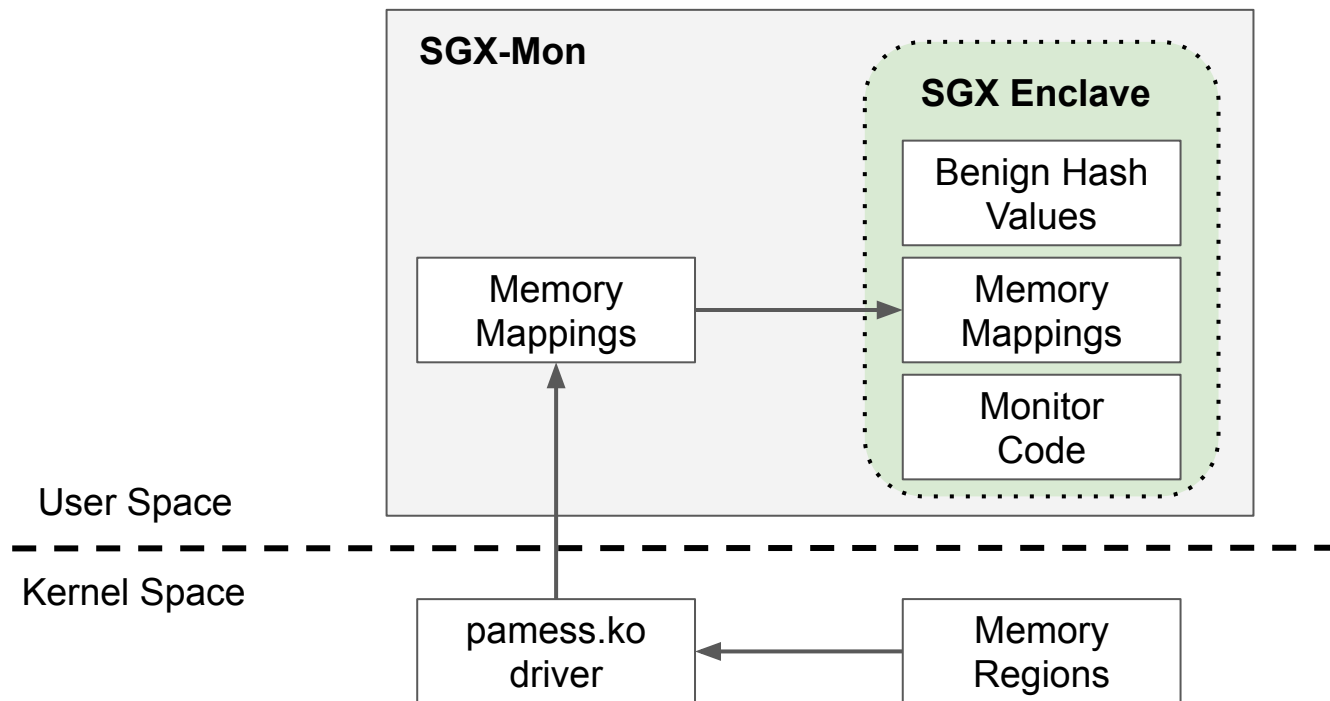 SGX-Mon
SGX Enclave
Benign Hash
Values
Memory
Mappings
Memory
Mappings
Monitor
Code
User Space
Kernel Space
pamess.ko
driver
Memory
Regions